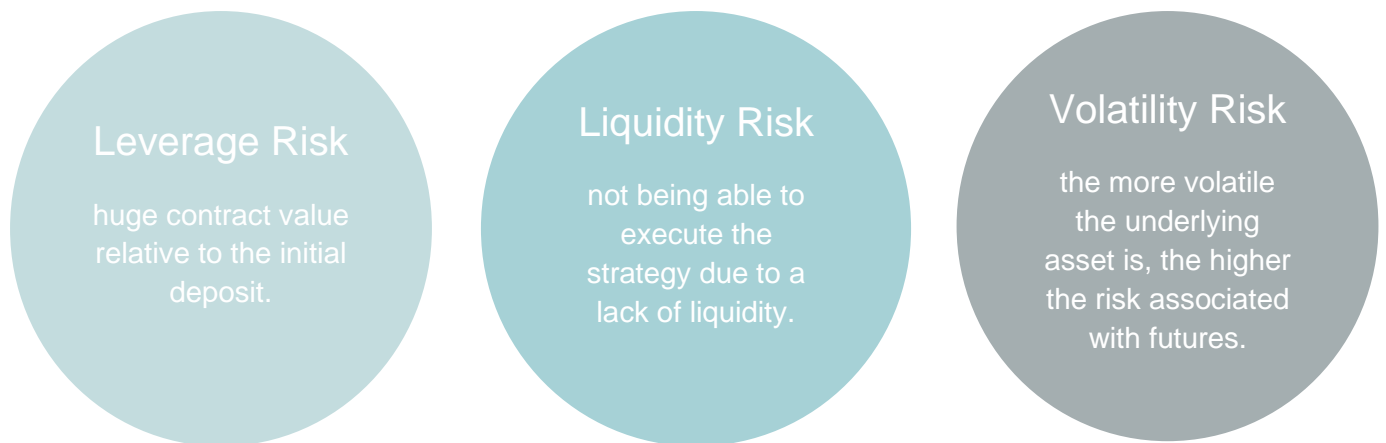 Leverage Risk
huge contract value
relative to the initial
deposit.
Liquidity Risk
not being able to
execute the
strategy due to a
lack of liquidity.
Volatility Risk
the more volatile
the underlying
asset is, the higher
the risk associated
with futures.